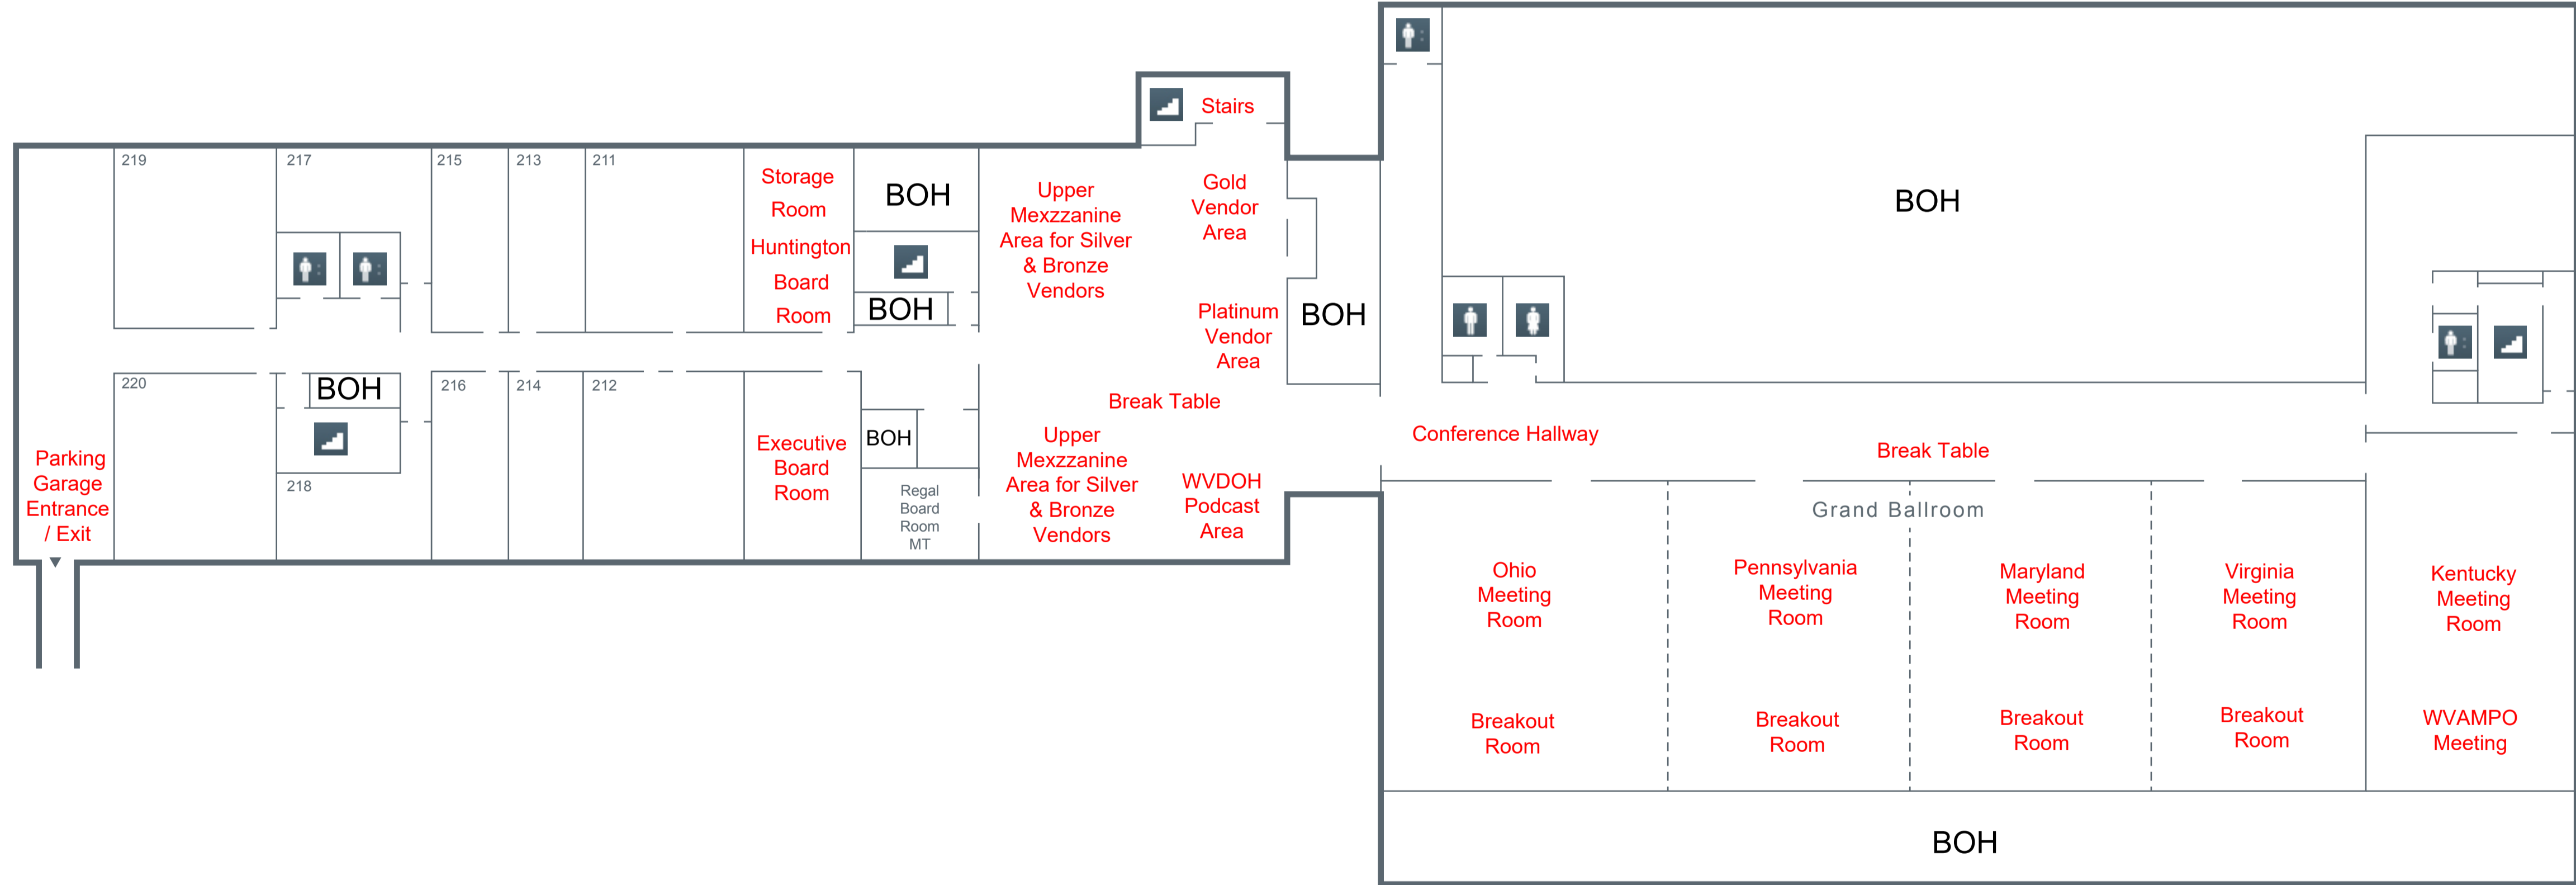 Stairs
219
217
215
213
211
Storage
Room
Huntington
Board
Room
BOH
BOH
Upper
Mexzzanine
Area for Silver
& Bronze
Vendors
Gold
Vendor
Area
Platinum
Vendor
Area
BOH
BOH
220
BOH
218
216
214
212
Parking
Garage
Entrance
/ Exit
Executive
Board
Room
BOH
Regal
Board
Room
MT
Break Table
Upper
Mexzzanine
Area for Silver
& Bronze
Vendors
WVDOH
Podcast
Area
Conference Hallway
Break Table
Grand Ballroom
Ohio
Meeting
Room
Pennsylvania
Meeting
Room
Maryland
Meeting
Room
Virginia
Meeting
Room
Kentucky
Meeting
Room
Breakout
Room
Breakout
Room
Breakout
Room
Breakout
Room
WVAMPO
Meeting
BOH